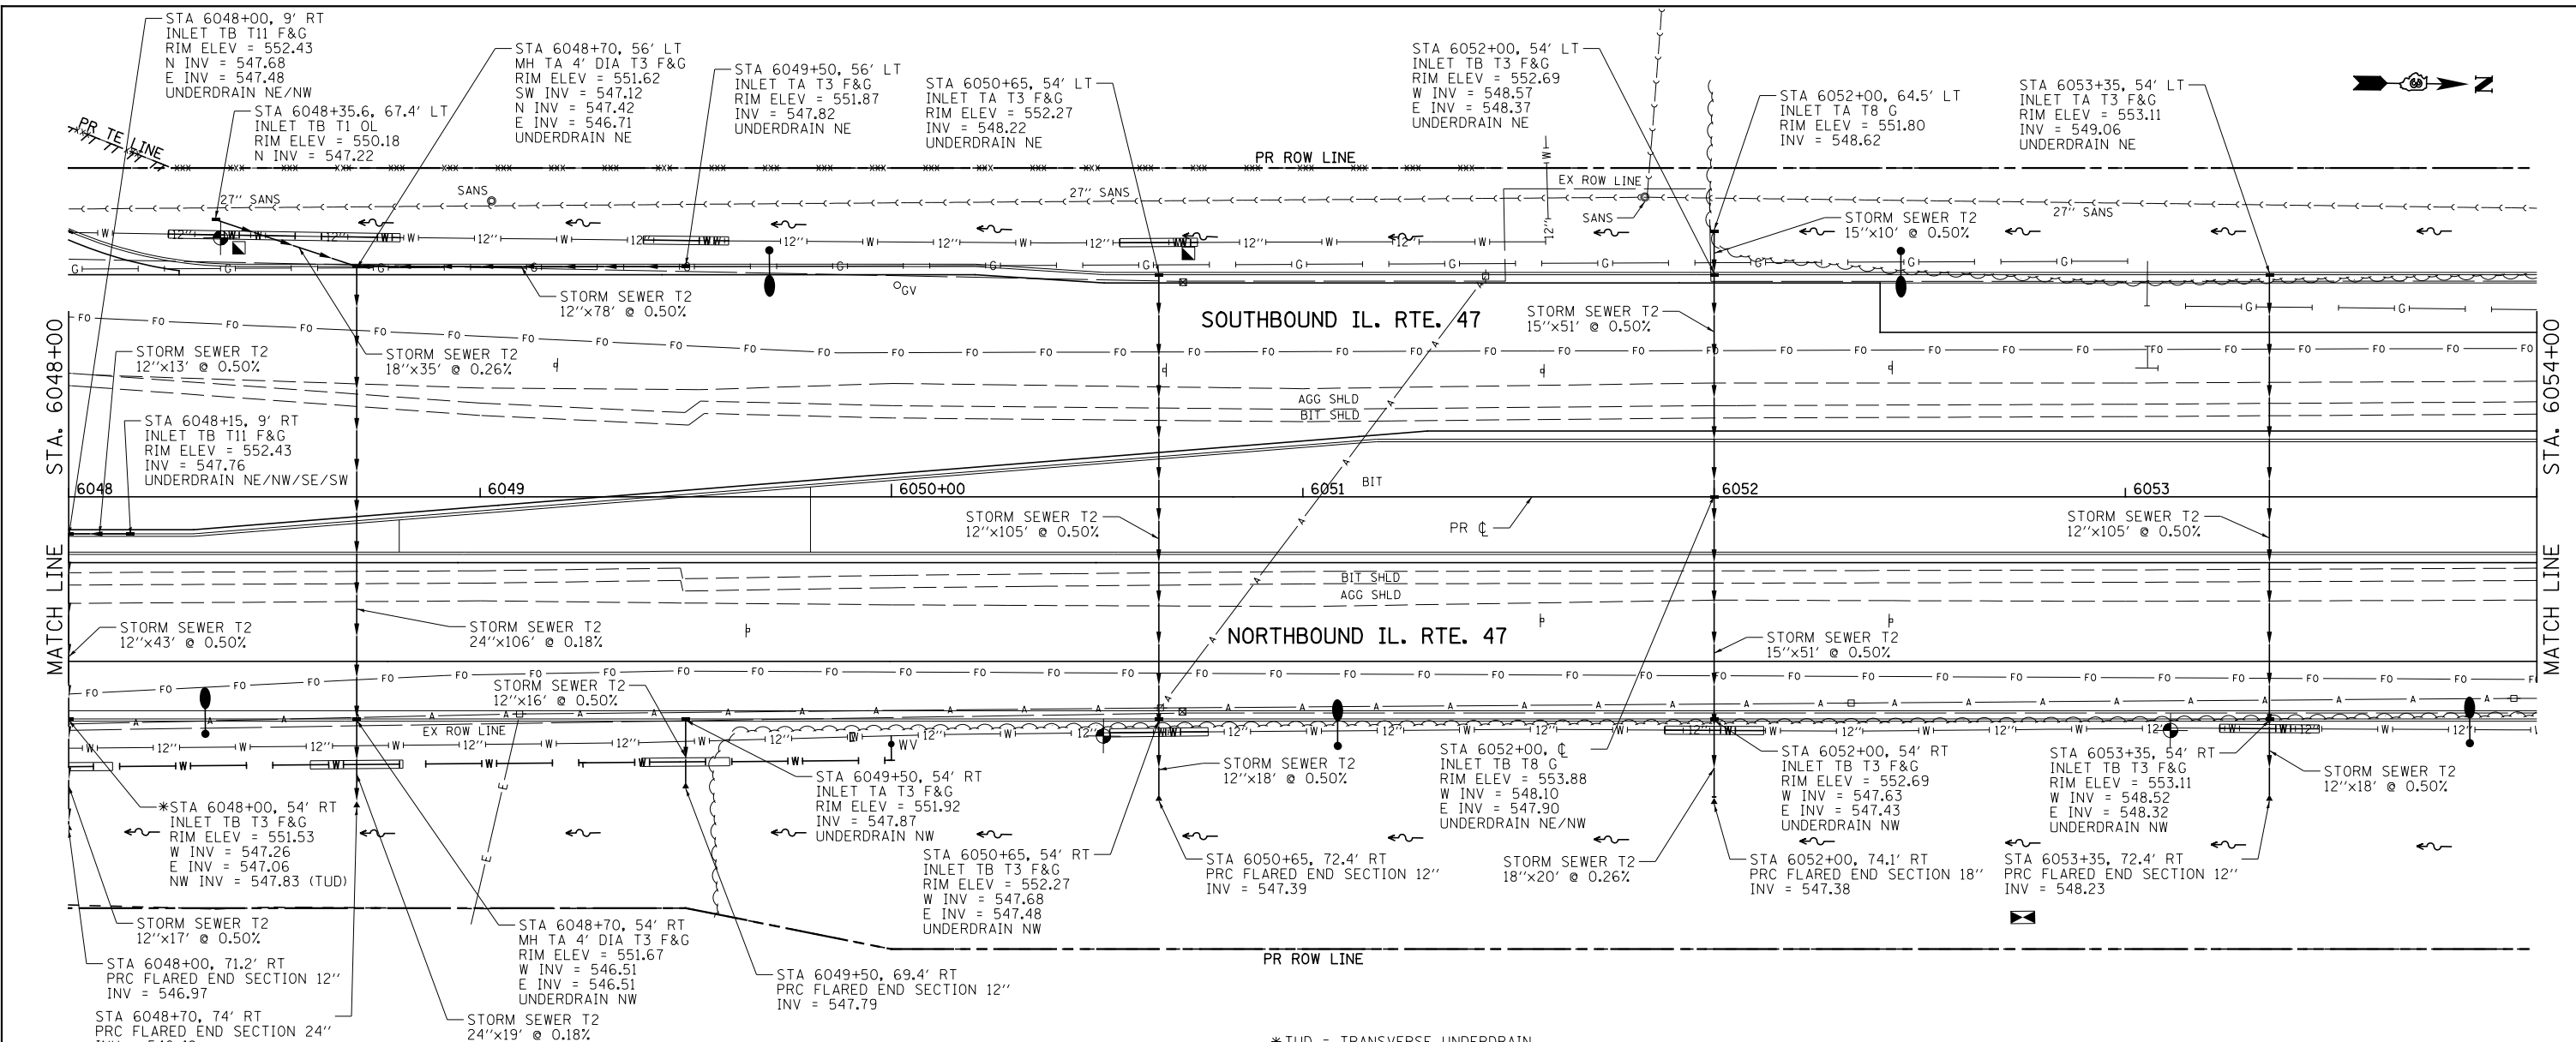 STA 6048+00, 9' RT
INLET TB T11 F&G
RIM ELEV = 552.43
N INV = 547.68
E INV = 547.48
UNDERDRAIN NE/NW
STA 6048+35.6, 67.4' LT
INLET TB T1 OL
RIM ELEV = 550.18
N INV = 547.22
STA 6048+70, 56' LT
MH TA 4' DIA T3 F&G
RIM ELEV = 551.62
SW INV = 547.12
N INV = 547.42
E INV = 546.71
UNDERDRAIN NE
STA 6049+50, 56' LT
INLET TA T3 F&G
RIM ELEV = 551.87
INV = 547.82
UNDERDRAIN NE
STA 6050+65, 54' LT
INLET TA T3 F&G
RIM ELEV = 552.27
INV = 548.22
UNDERDRAIN NE
STA 6052+00, 54' LT
INLET TB T3 F&G
RIM ELEV = 552.69
W INV = 548.57
E INV = 548.37
UNDERDRAIN NE
STA 6052+00, 64.5' LT
INLET TA T8 G
RIM ELEV = 551.80
INV = 548.62
STA 6053+35, 54' LT
INLET TA T3 F&G
RIM ELEV = 553.11
INV = 549.06
UNDERDRAIN NE
N
PR TE LINE
PR ROW LINE
EX ROW LINE
27'' SANS
SANS
27'' SANS
SANS
27'' SANS
STORM SEWER T2
15''x10' @ 0.50%
STORM SEWER T2
12''x78' @ 0.50%
GV
SOUTHBOUND IL. RTE. 47
STORM SEWER T2
15''x51' @ 0.50%
STORM SEWER T2
12''x13' @ 0.50%
STORM SEWER T2
18''x35' @ 0.26%
AGG SHLD
BIT SHLD
STA 6048+15, 9' RT
INLET TB T11 F&G
RIM ELEV = 552.43
INV = 547.76
UNDERDRAIN NE/NW/SE/SW
MATCH LINE STA. 6048+00
MATCH LINE STA. 6054+00
6048
6049
6050+00
6051
6052
6053
BIT
PR ℄
STORM SEWER T2
12''x105' @ 0.50%
STORM SEWER T2
12''x105' @ 0.50%
BIT SHLD
AGG SHLD
STORM SEWER T2
12''x43' @ 0.50%
STORM SEWER T2
24''x106' @ 0.18%
NORTHBOUND IL. RTE. 47
STORM SEWER T2
15''x51' @ 0.50%
STORM SEWER T2
12''x16' @ 0.50%
EX ROW LINE
WV
*STA 6048+00, 54' RT
INLET TB T3 F&G
RIM ELEV = 551.53
W INV = 547.26
E INV = 547.06
NW INV = 547.83 (TUD)
STA 6049+50, 54' RT
INLET TA T3 F&G
RIM ELEV = 551.92
INV = 547.87
UNDERDRAIN NW
STORM SEWER T2
12''x18' @ 0.50%
STA 6052+00, ℄
INLET TB T8 G
RIM ELEV = 553.88
W INV = 548.10
E INV = 547.90
UNDERDRAIN NE/NW
STA 6052+00, 54' RT
INLET TB T3 F&G
RIM ELEV = 552.69
W INV = 547.63
E INV = 547.43
UNDERDRAIN NW
STA 6053+35, 54' RT
INLET TB T3 F&G
RIM ELEV = 553.11
W INV = 548.52
E INV = 548.32
UNDERDRAIN NW
STORM SEWER T2
12''x18' @ 0.50%
STA 6050+65, 54' RT
INLET TB T3 F&G
RIM ELEV = 552.27
W INV = 547.68
E INV = 547.48
UNDERDRAIN NW
STA 6050+65, 72.4' RT
PRC FLARED END SECTION 12''
INV = 547.39
STORM SEWER T2
18''x20' @ 0.26%
STA 6052+00, 74.1' RT
PRC FLARED END SECTION 18''
INV = 547.38
STA 6053+35, 72.4' RT
PRC FLARED END SECTION 12''
INV = 548.23
STORM SEWER T2
12''x17' @ 0.50%
STA 6048+70, 54' RT
MH TA 4' DIA T3 F&G
RIM ELEV = 551.67
W INV = 546.51
E INV = 546.51
UNDERDRAIN NW
STA 6048+00, 71.2' RT
PRC FLARED END SECTION 12''
INV = 546.97
STA 6049+50, 69.4' RT
PRC FLARED END SECTION 12''
INV = 547.79
PR ROW LINE
STA 6048+70, 74' RT
PRC FLARED END SECTION 24''
STORM SEWER T2
24''x19' @ 0.18%
*TUD = TRANSVERSE UNDERDRAIN